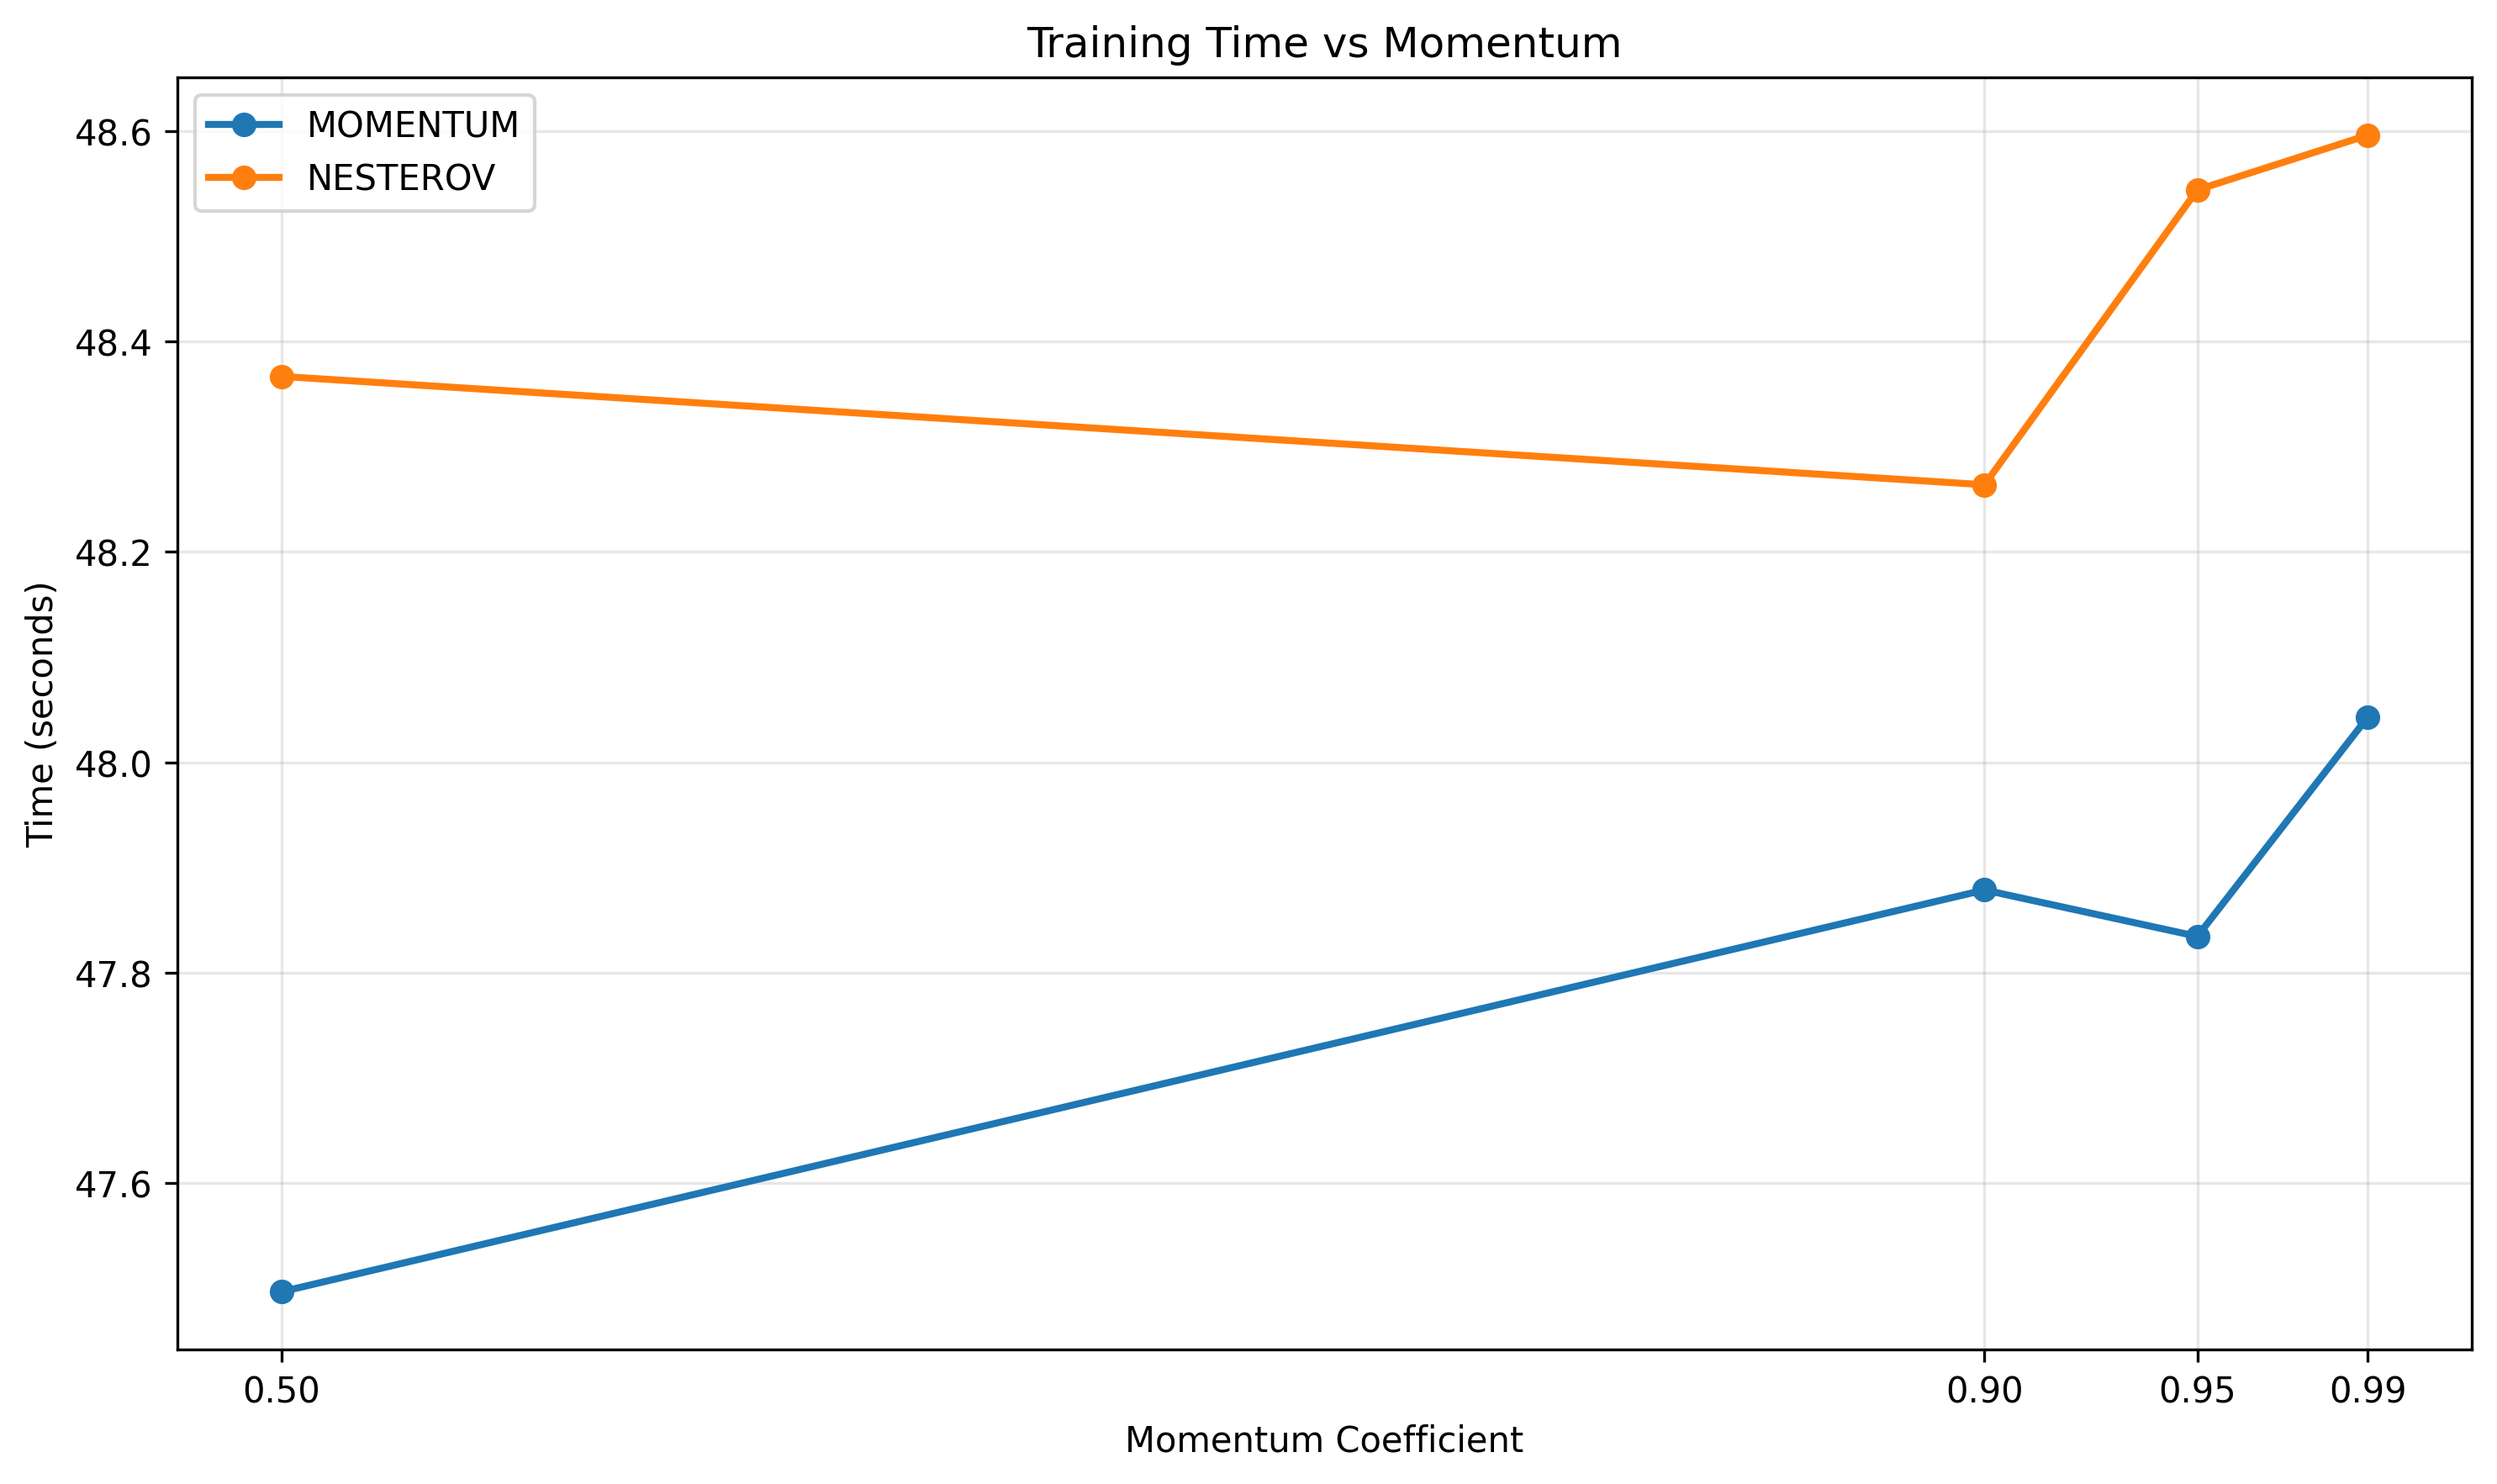 Training Time vs Momentum
MOMENTUM
NESTEROV
48.6
48.4
48.2
48.0
47.8
47.6
Time (seconds)
0.50 0.90 0.95 0.99
Momentum Coefficient